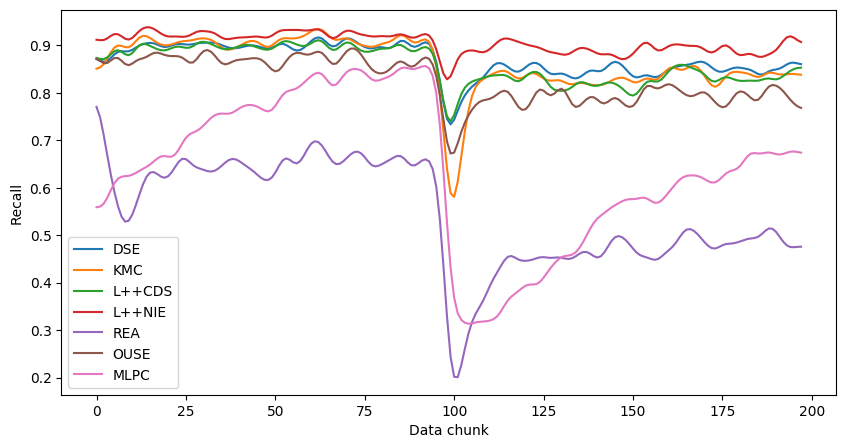 Recall
0.9
0.8
0.7
0.6
0.5
0.4
0.3
0.2
DSE
KMC
L++CDS
L++NIE
REA
OUSE
MLPC
0 25 50 75 100 125 150 175 200
Data chunk